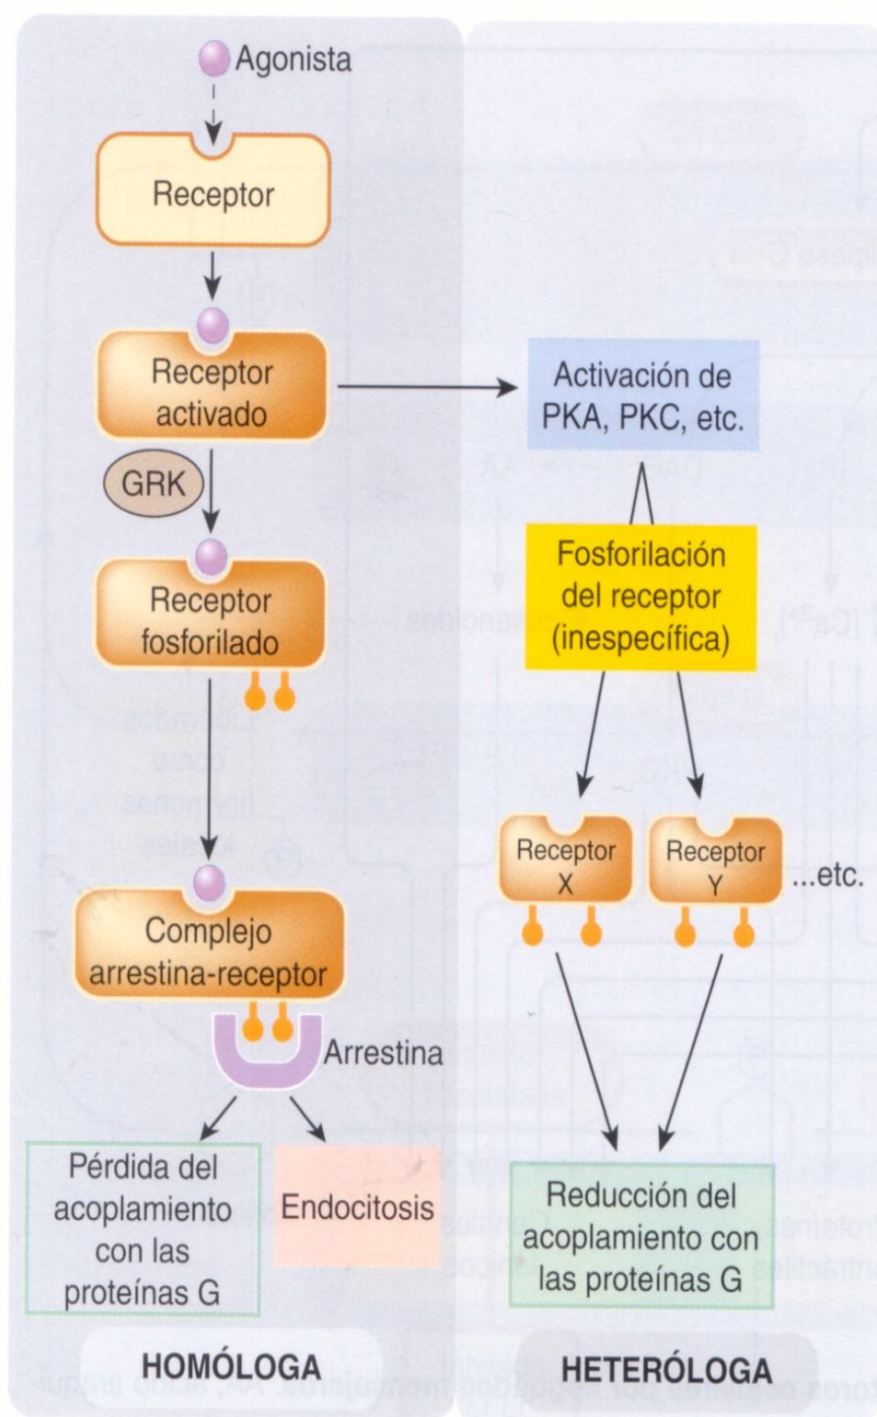 Agonista
Receptor
Receptor
activado
GRK
Receptor
fosforilado
Complejo
arrestina-receptor
Arrestina
Pérdida del
acoplamiento
con las
proteínas G
Endocitosis
HOMÓLOGA
Activación de
PKA, PKC, etc.
Fosforilación
del receptor
(inespecífica)
Receptor
X
Receptor
Y
...etc.
Reducción del
acoplamiento con
las proteínas G
HETERÓLOGA